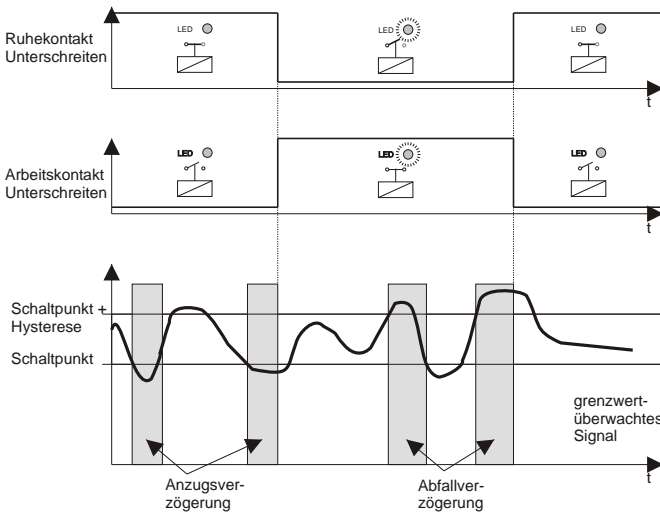 t
Ruhekontakt
Unterschreiten
LED
LED
LED
t
Arbeitskontakt
Unterschreiten
LED
LED
LED
t
Schaltpunkt +
Hysterese
Schaltpunkt
grenzwert-
überwachtes
Signal
t
Anzugsver-
zögerung
Abfallver-
zögerung